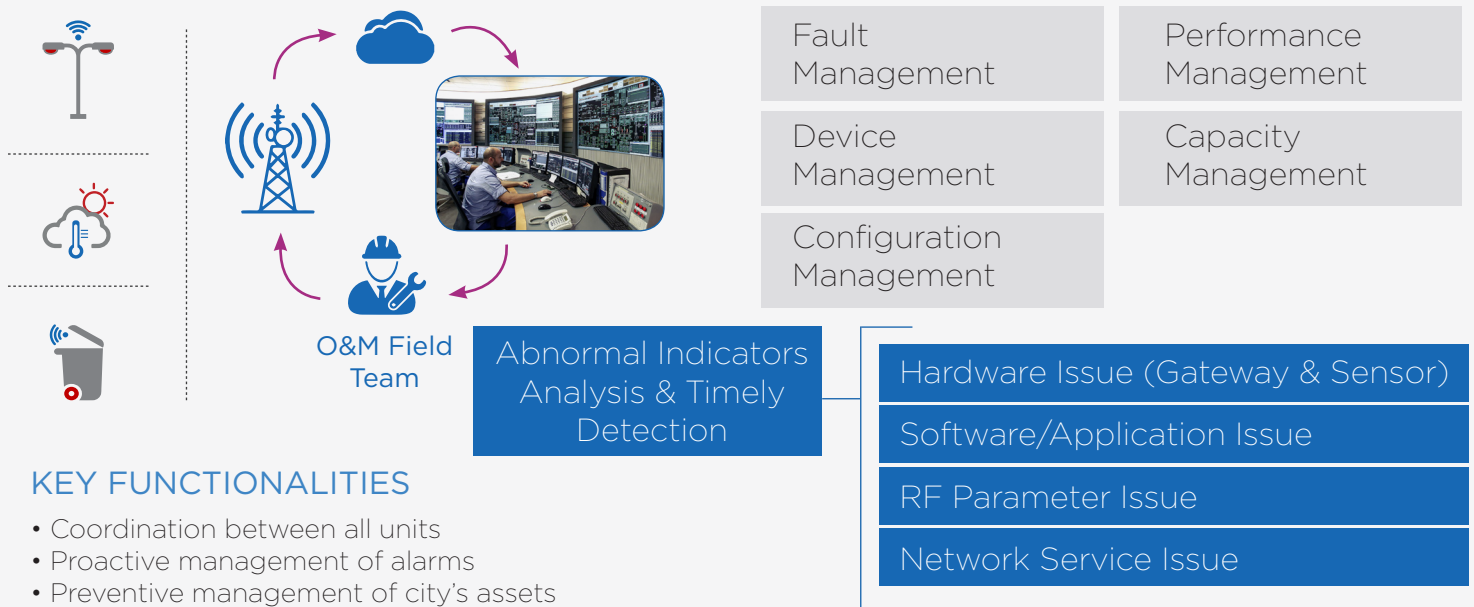 Fault
Management
Performance
Management
Device
Management
Capacity
Management
Configuration
Management
O&M Field
Team
Abnormal Indicators
Analysis & Timely
Detection
Hardware Issue (Gateway & Sensor)
Software/Application Issue
RF Parameter Issue
Network Service Issue
KEY FUNCTIONALITIES
• Coordination between all units
• Proactive management of alarms
• Preventive management of city's assets